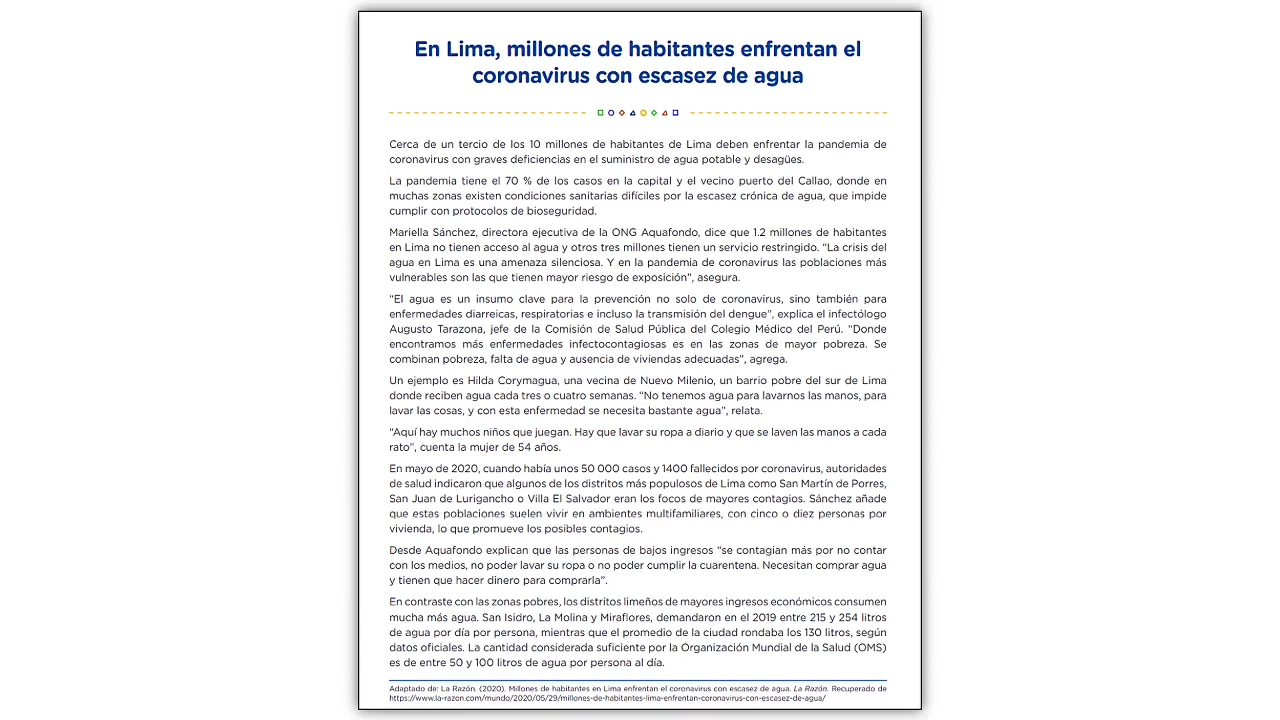 En Lima, millones de habitantes enfrentan el
coronavirus con escasez de agua
Cerca de un tercio de los 10 millones de habitantes de Lima deben enfrentar la pandemia de
coronavirus con graves deficiencias en el suministro de agua potable y desagües.
La pandemia tiene el 70 % de los casos en la capital y el vecino puerto del Callao, donde en
muchas zonas existen condiciones sanitarias difíciles por la escasez crónica de agua, que impide
cumplir con protocolos de bioseguridad.
Mariella Sánchez, directora ejecutiva de la ONG Aquafondo, dice que 1.2 millones de habitantes
en Lima no tienen acceso al agua y otros tres millones tienen un servicio restringido. “La crisis del
agua en Lima es una amenaza silenciosa. Y en la pandemia de coronavirus las poblaciones más
vulnerables son las que tienen mayor riesgo de exposición”, asegura.
“El agua es un insumo clave para la prevención no solo de coronavirus, sino también para
enfermedades diarreicas, respiratorias e incluso la transmisión del dengue”, explica el infectólogo
Augusto Tarazona, jefe de la Comisión de Salud Pública del Colegio Médico del Perú. “Donde
encontramos más enfermedades infectocontagiosas es en las zonas de mayor pobreza. Se
combinan pobreza, falta de agua y ausencia de viviendas adecuadas”, agrega.
Un ejemplo es Hilda Corymagua, una vecina de Nuevo Milenio, un barrio pobre del sur de Lima
donde reciben agua cada tres o cuatro semanas. “No tenemos agua para lavarnos las manos, para
lavar las cosas, y con esta enfermedad se necesita bastante agua”, relata.
“Aquí hay muchos niños que juegan. Hay que lavar su ropa a diario y que se laven las manos a cada
rato”, cuenta la mujer de 54 años.
En mayo de 2020, cuando había unos 50 000 casos y 1400 fallecidos por coronavirus, autoridades
de salud indicaron que algunos de los distritos más populosos de Lima como San Martín de Porres,
San Juan de Lurigancho o Villa El Salvador eran los focos de mayores contagios. Sánchez añade
que estas poblaciones suelen vivir en ambientes multifamiliares, con cinco o diez personas por
vivienda, lo que promueve los posibles contagios.
Desde Aquafondo explican que las personas de bajos ingresos “se contagian más por no contar
con los medios, no poder lavar su ropa o no poder cumplir la cuarentena. Necesitan comprar agua
y tienen que hacer dinero para comprarla”.
En contraste con las zonas pobres, los distritos limeños de mayores ingresos económicos consumen
mucha más agua. San Isidro, La Molina y Miraflores, demandaron en el 2019 entre 215 y 254 litros
de agua por día por persona, mientras que el promedio de la ciudad rondaba los 130 litros, según
datos oficiales. La cantidad considerada suficiente por la Organización Mundial de la Salud (OMS)
es de entre 50 y 100 litros de agua por persona al día.
Adaptado de: La Razón. (2020). Millones de habitantes en Lima enfrentan el coronavirus con escasez de agua. La Razón. Recuperado de
https://www.la-razon.com/mundo/2020/05/29/millones-de-habitantes-lima-enfrentan-coronavirus-con-escasez-de-agua/